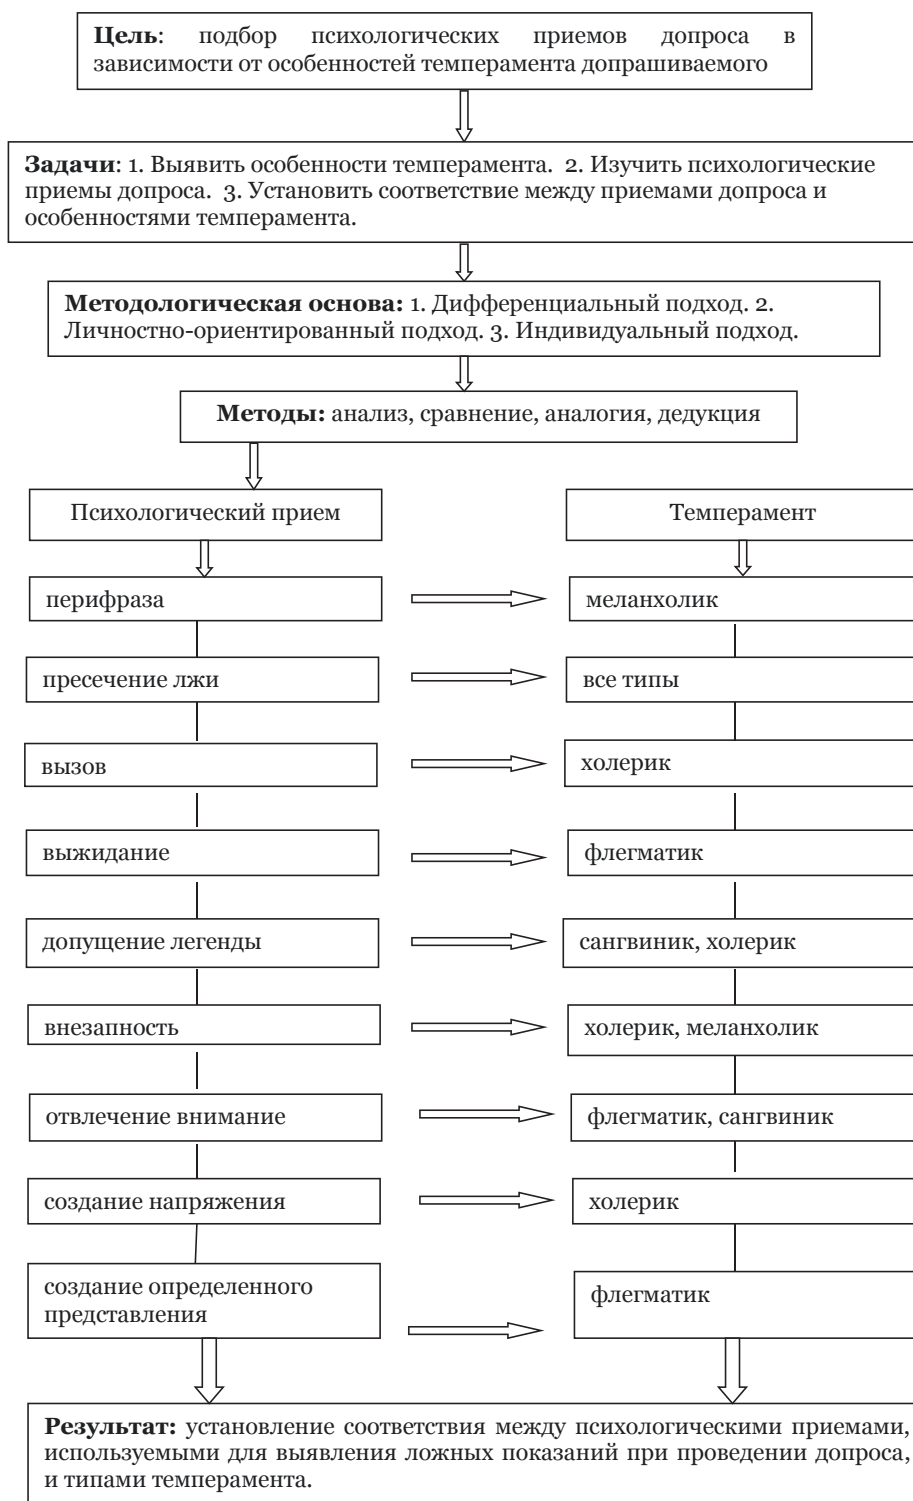 Цель: подбор психологических приемов допроса в
зависимости от особенностей темперамента допрашиваемого
Задачи: 1. Выявить особенности темперамента. 2. Изучить психологические
приемы допроса. 3. Установить соответствие между приемами допроса и
особенностями темперамента.
Методологическая основа: 1. Дифференциальный подход. 2.
Личностно-ориентированный подход. 3. Индивидуальный подход.
Методы: анализ, сравнение, аналогия, дедукция
Психологический прием
Темперамент
перифраза
меланхолик
пресечение лжи
все типы
вызов
холерик
выжидание
флегматик
допущение легенды
сангвиник, холерик
внезапность
холерик, меланхолик
отвлечение внимание
флегматик, сангвиник
создание напряжения
холерик
создание определенного
представления
флегматик
Результат: установление соответствия между психологическими приемами,
используемыми для выявления ложных показаний при проведении допроса,
и типами темперамента.